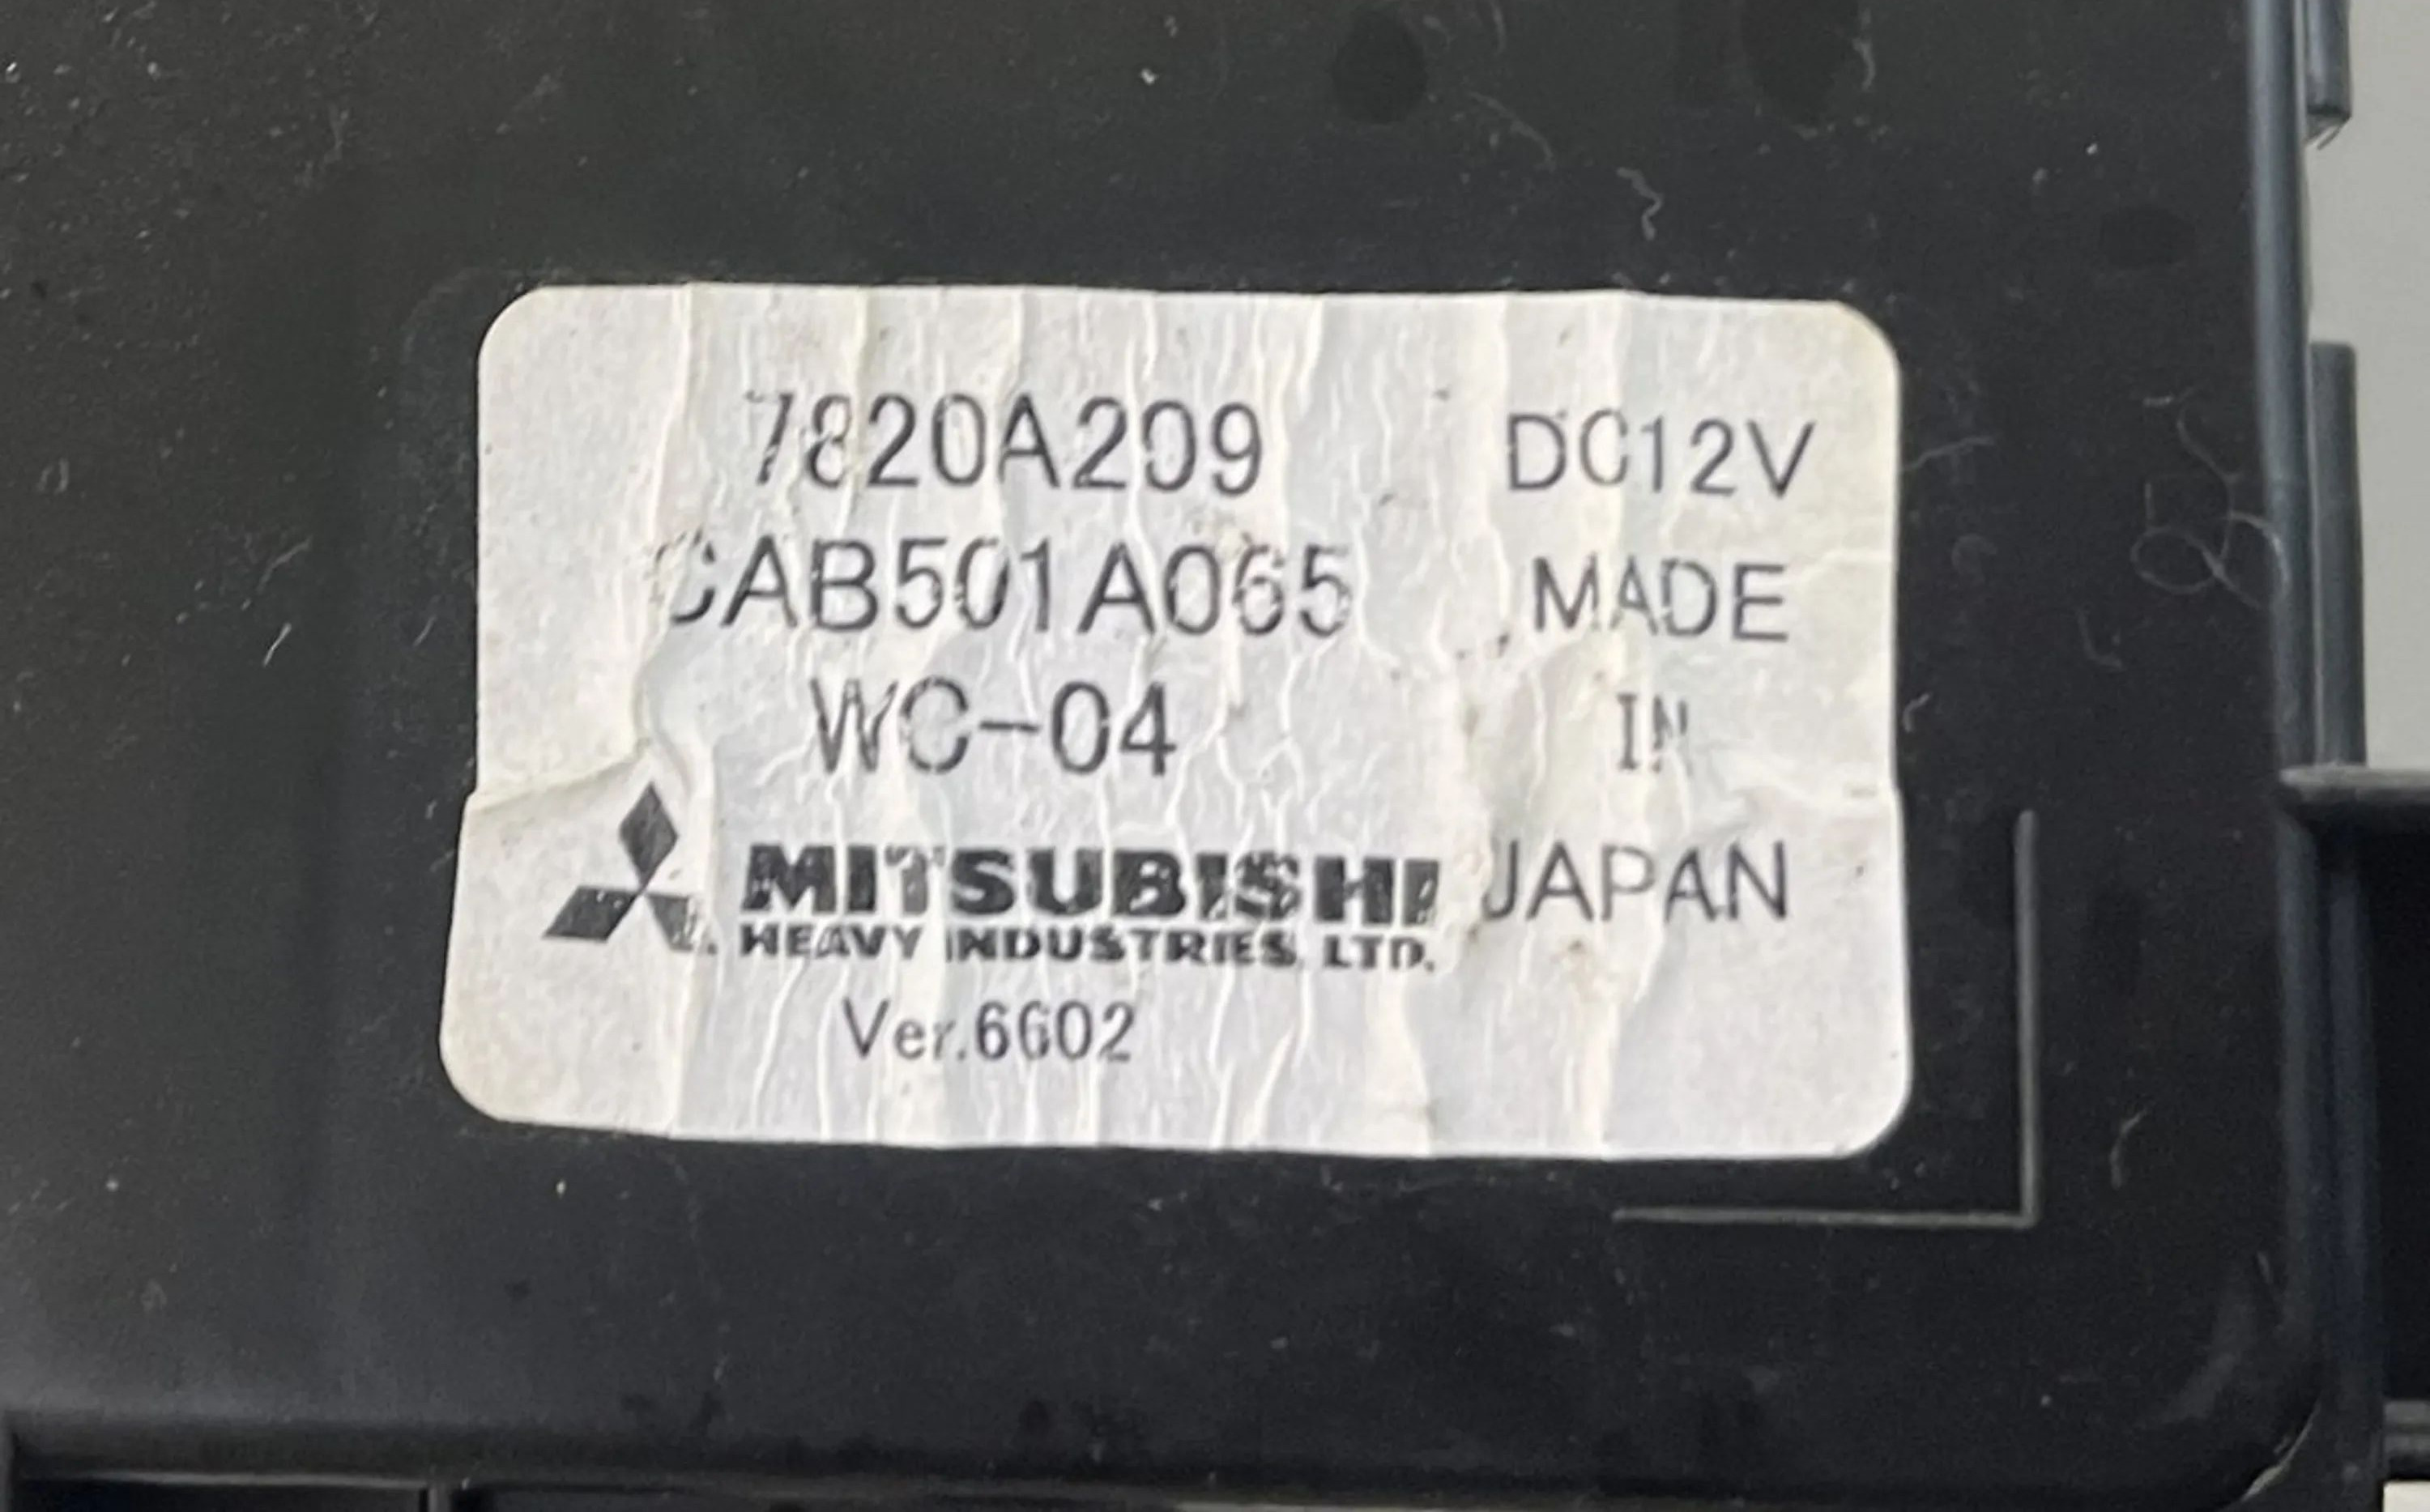 7820A209 DC12V
CAB501A065 MADE
WC-04 IN
MITSUBISHI JAPAN
HEAVY INDUSTRIES, LTD.
Ver.6602